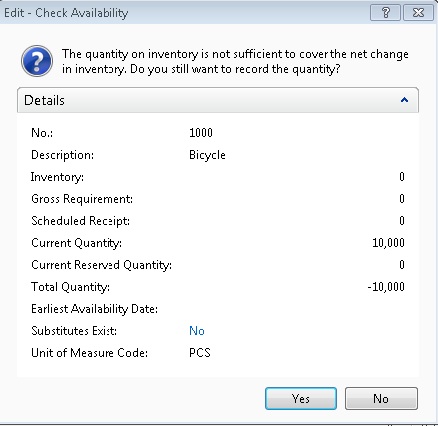 Edit - Check Availability
The quantity on inventory is not sufficient to cover the net change
in inventory. Do you still want to record the quantity?
Details
No.: 1000
Description: Bicycle
Inventory: 0
Gross Requirement: 0
Scheduled Receipt: 0
Current Quantity: 10,000
Current Reserved Quantity: 0
Total Quantity: -10,000
Earliest Availability Date:
Substitutes Exist: No
Unit of Measure Code: PCS
Yes No